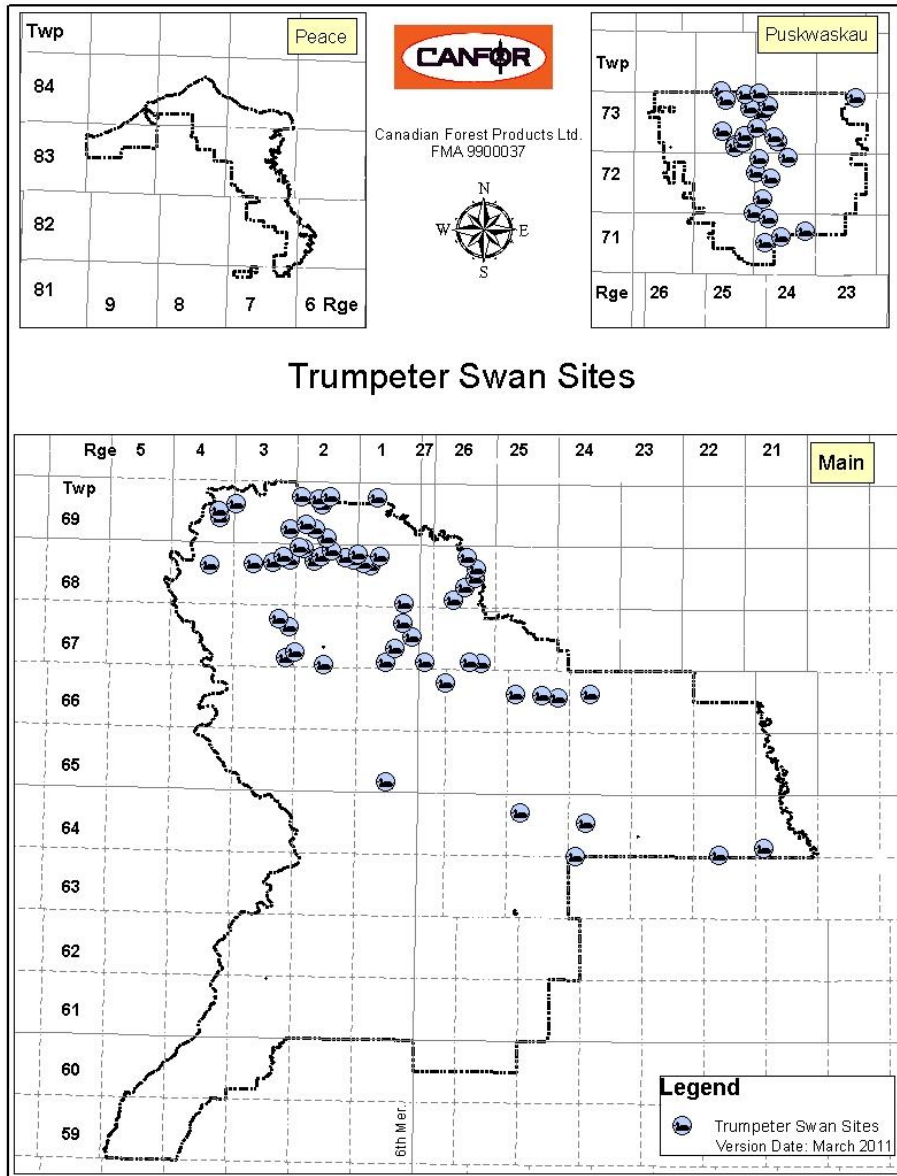 Twp
Peace
84
83
82
81
9 8 7 6 Rge
CANFOR
Canadian Forest Products Ltd.
FMA 9900037
N
W E
S
Puskwaskau
Twp
73
72
71
Rge 26 25 24 23
Trumpeter Swan Sites
Rge 5 4 3 2 1 27 26 25 24 23 22 21
Main
Twp
69
68
67
66
65
64
63
62
61
60
59
6th Mer.
Legend
Trumpeter Swan Sites
Version Date: March 2011